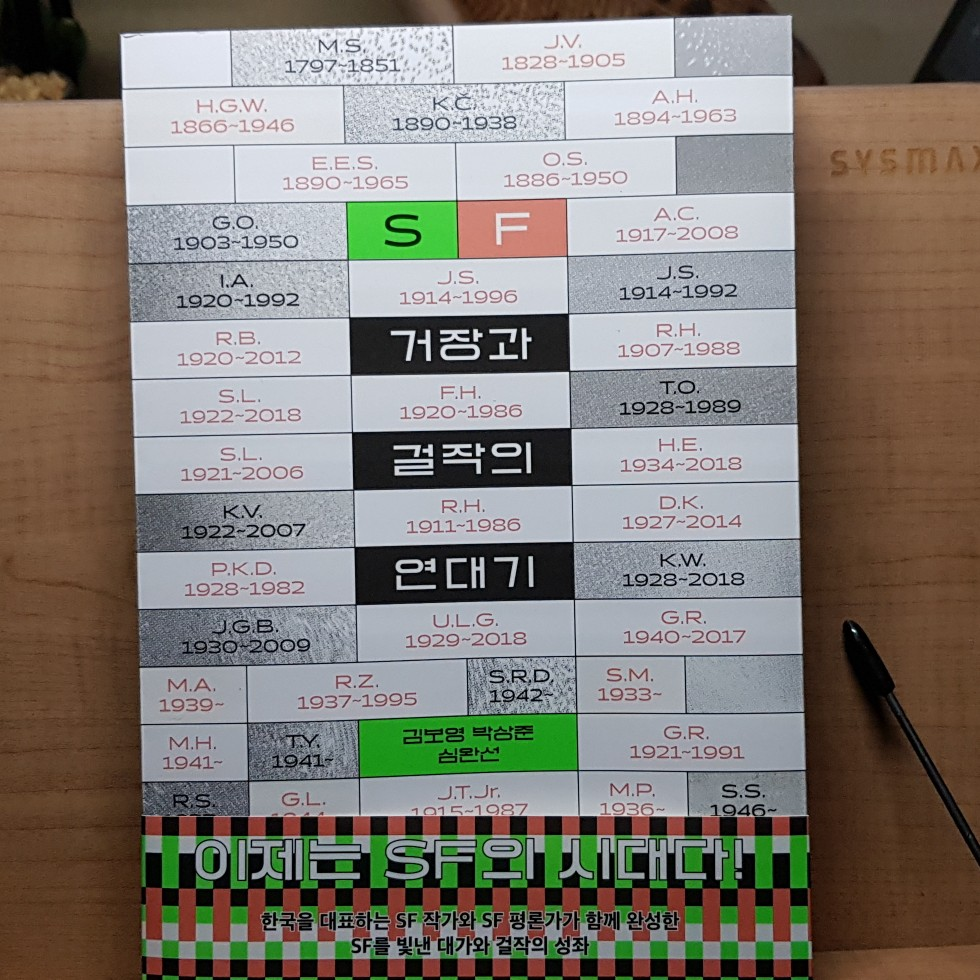 M.S.
1797~1851
J.V.
1828~1905
H.G.W.
1866~1946
K.Č.
1890~1938
A.H.
1894~1963
E.E.S.
1890~1965
O.S.
1886~1950
G.O.
1903~1950
S F
A.C.
1917~2008
I.A.
1920~1992
J.S.
1914~1996
J.S.
1914~1992
R.B.
1920~2012
거장과
R.H.
1907~1988
S.L.
1922~2018
F.H.
1920~1986
T.O.
1928~1989
S.L.
1921~2006
걸작의
H.E.
1934~2018
K.V.
1922~2007
R.H.
1911~1986
D.K.
1927~2014
P.K.D.
1928~1982
연대기
K.W.
1928~2018
J.G.B.
1930~2009
U.L.G.
1929~2018
G.R.
1940~2017
M.A.
1939~
R.Z.
1937~1995
S.R.D.
1942~
S.M.
1933~
M.H.
1941~
T.Y.
1941~
김보영 박상준
심완선
G.R.
1921~1991
R.S.
G.L.
1944~
J.T.Jr.
1915~1987
M.P.
1936~
S.S.
1946~
이제는 SF의 시대다!
한국을 대표하는 SF 작가와 SF 평론가가 함께 완성한
SF를 빛낸 대가와 걸작의 성좌
SYSMAX